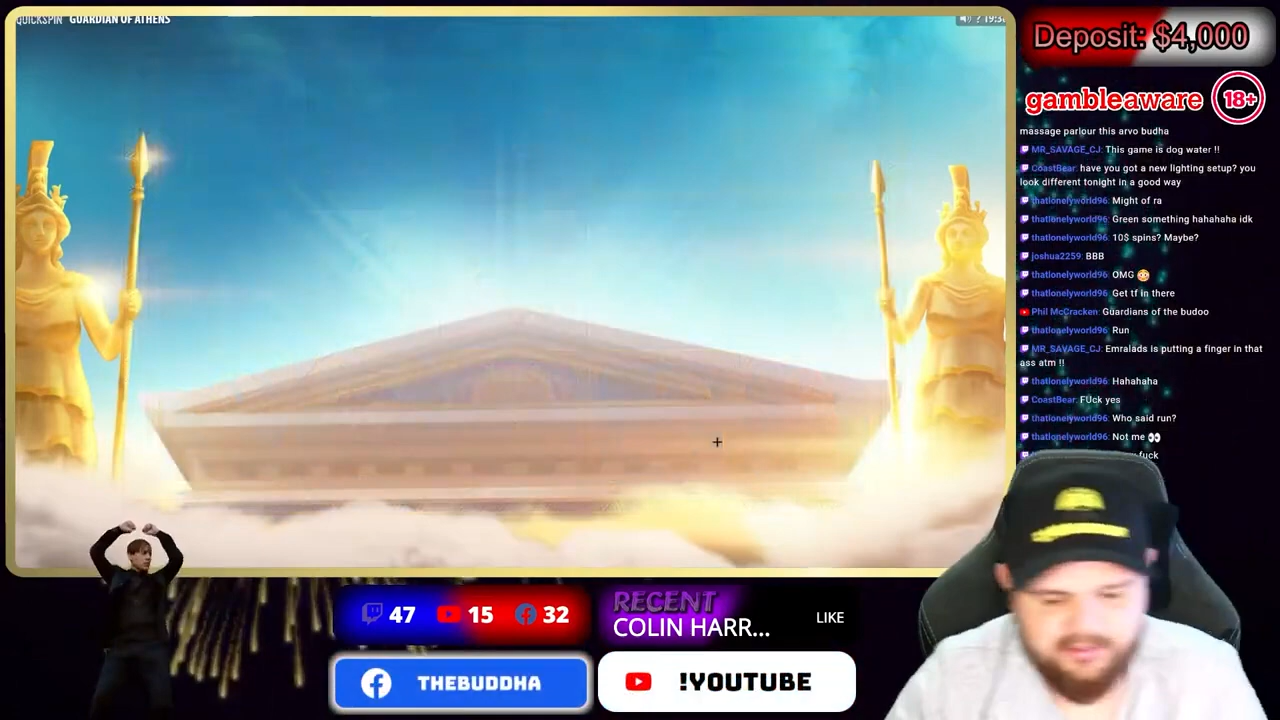 QUICKSPIN GUARDIAN OF ATHENS
Deposit: $4,000
gambleaware 18+
massage parlour this arvo budha
MR_SAVAGE_CJ: This game is dog water !!
CoastBear: have you got a new lighting setup? you
look different tonight in a good way
thatlonelyworld96: Might of ra
thatlonelyworld96: Green something hahahaha idk
thatlonelyworld96: 10$ spins? Maybe?
joshua2259: BBB
thatlonelyworld96: OMG 😳
thatlonelyworld96: Get tf in there
Phil McCracken: Guardians of the budoo
thatlonelyworld96: Run
MR_SAVAGE_CJ: Emralads is putting a finger in that
ass atm !!
thatlonelyworld96: Hahahaha
CoastBear: FUck yes
thatlonelyworld96: Who said run?
thatlonelyworld96: Not me 👀
fuck
47 15 32
RECENT
COLIN HARR...
LIKE
THEBUDDHA
!YOUTUBE